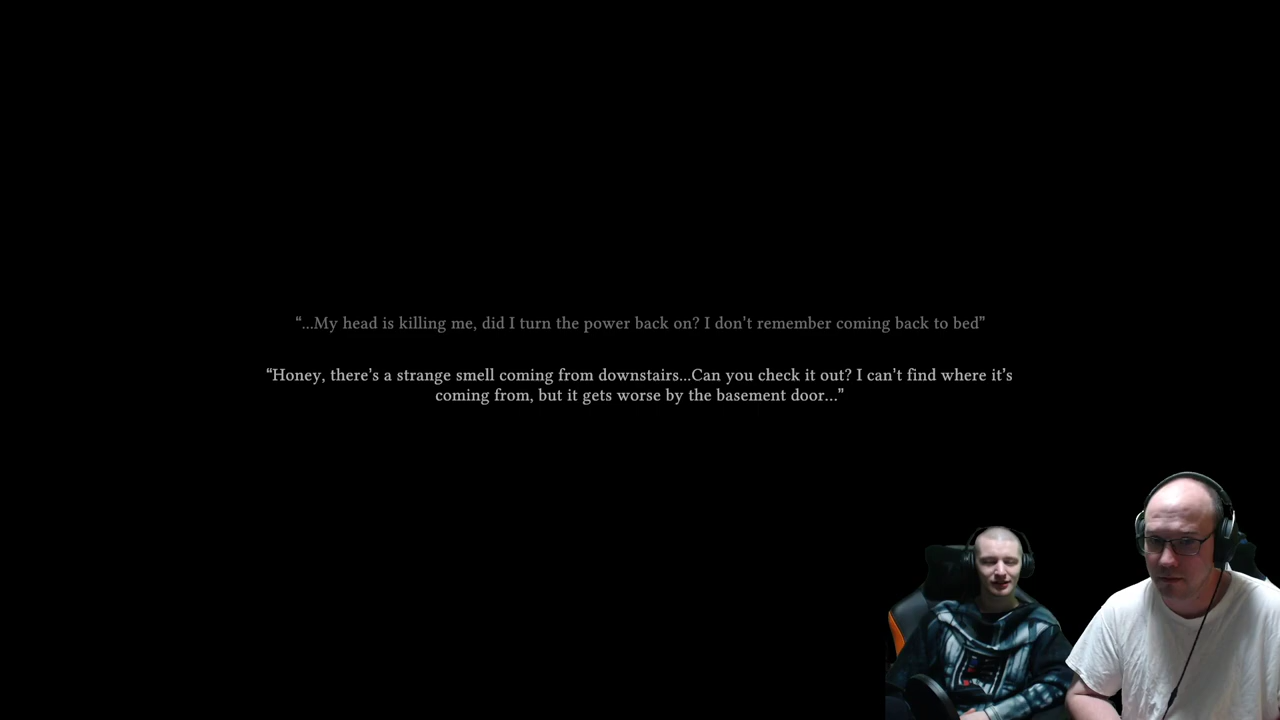 “...My head is killing me, did I turn the power back on? I don’t remember coming back to bed”
“Honey, there’s a strange smell coming from downstairs...Can you check it out? I can’t find where it’s
coming from, but it gets worse by the basement door...”